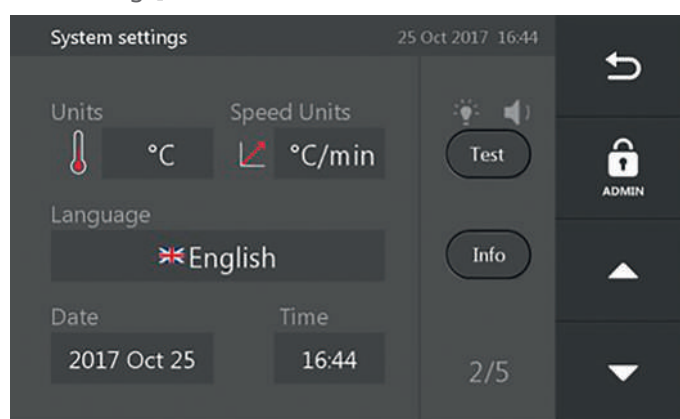 System settings 25 Oct 2017 16:44
Units Speed Units
°C °C/min Test
ADMIN
Language
English Info
Date Time
2017 Oct 25 16:44 2/5